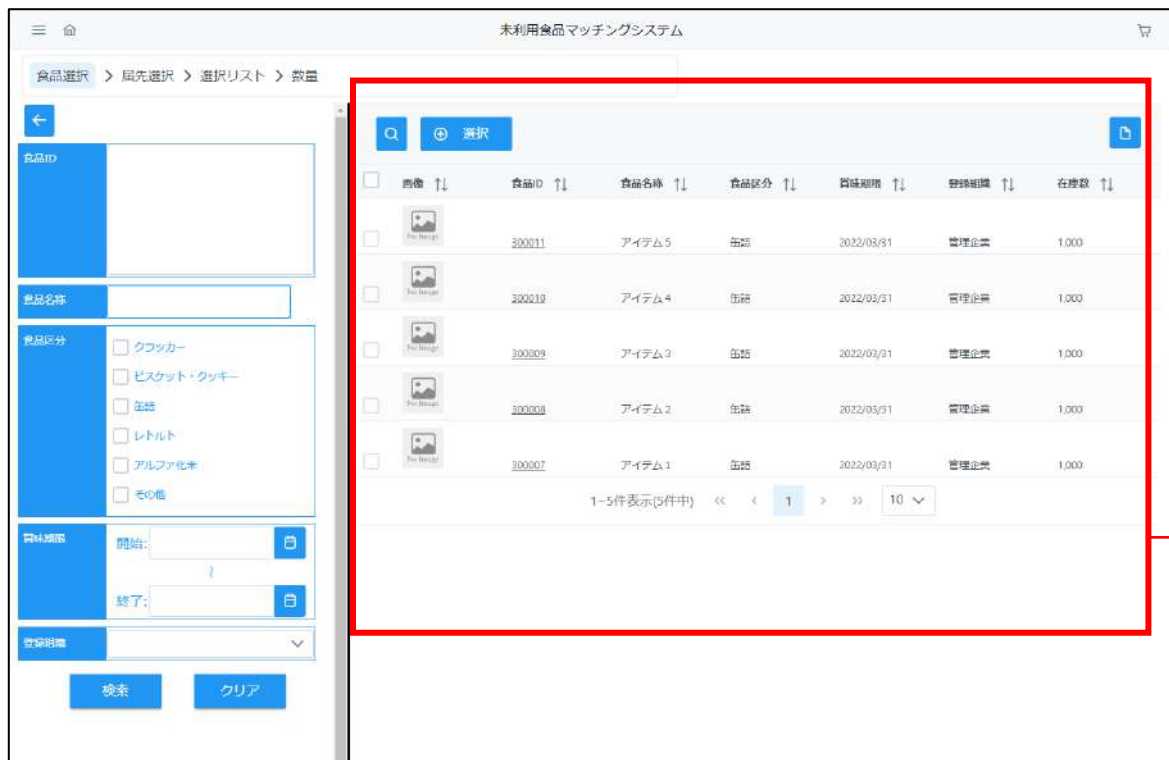 未利用食品マッチングシステム
食品選択 > 届先選択 > 選択リスト > 数量
食品ID
食品名称
食品区分
クラッカー
ビスケット・クッキー
缶詰
レトルト
アルファ化米
その他
賞味期限
開始:
~
終了:
登録組織
検索 クリア
選択
画像 食品ID 食品名称 食品区分 賞味期限 登録組織 在庫数
No Image 300011 アイテム5 缶詰 2022/03/31 管理企業 1,000
No Image 300010 アイテム4 缶詰 2022/03/31 管理企業 1,000
No Image 300009 アイテム3 缶詰 2022/03/31 管理企業 1,000
No Image 300008 アイテム2 缶詰 2022/03/31 管理企業 1,000
No Image 300007 アイテム1 缶詰 2022/03/31 管理企業 1,000
1–5件表示(5件中) << < 1 > >> 10